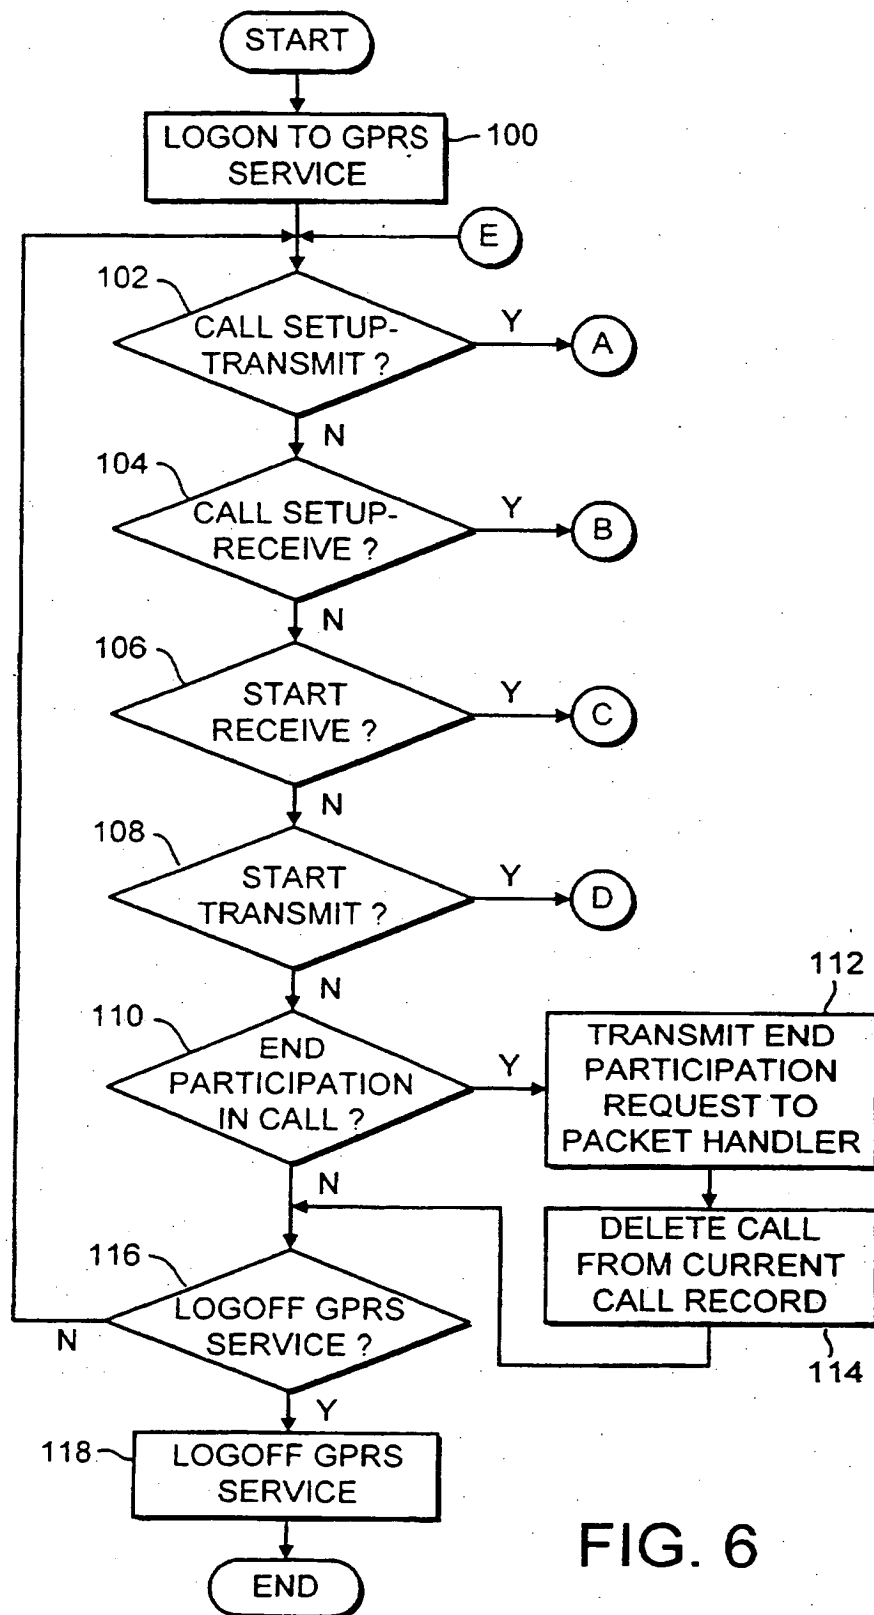 START
LOGON TO GPRS
SERVICE
100
E
102
CALL SETUP-
TRANSMIT ?
Y
A
N
104
CALL SETUP-
RECEIVE ?
Y
B
N
106
START
RECEIVE ?
Y
C
N
108
START
TRANSMIT ?
Y
D
N
110
END
PARTICIPATION
IN CALL ?
Y
112
TRANSMIT END
PARTICIPATION
REQUEST TO
PACKET HANDLER
N
DELETE CALL
FROM CURRENT
CALL RECORD
114
116
LOGOFF GPRS
SERVICE ?
N
Y
118
LOGOFF GPRS
SERVICE
END
FIG. 6